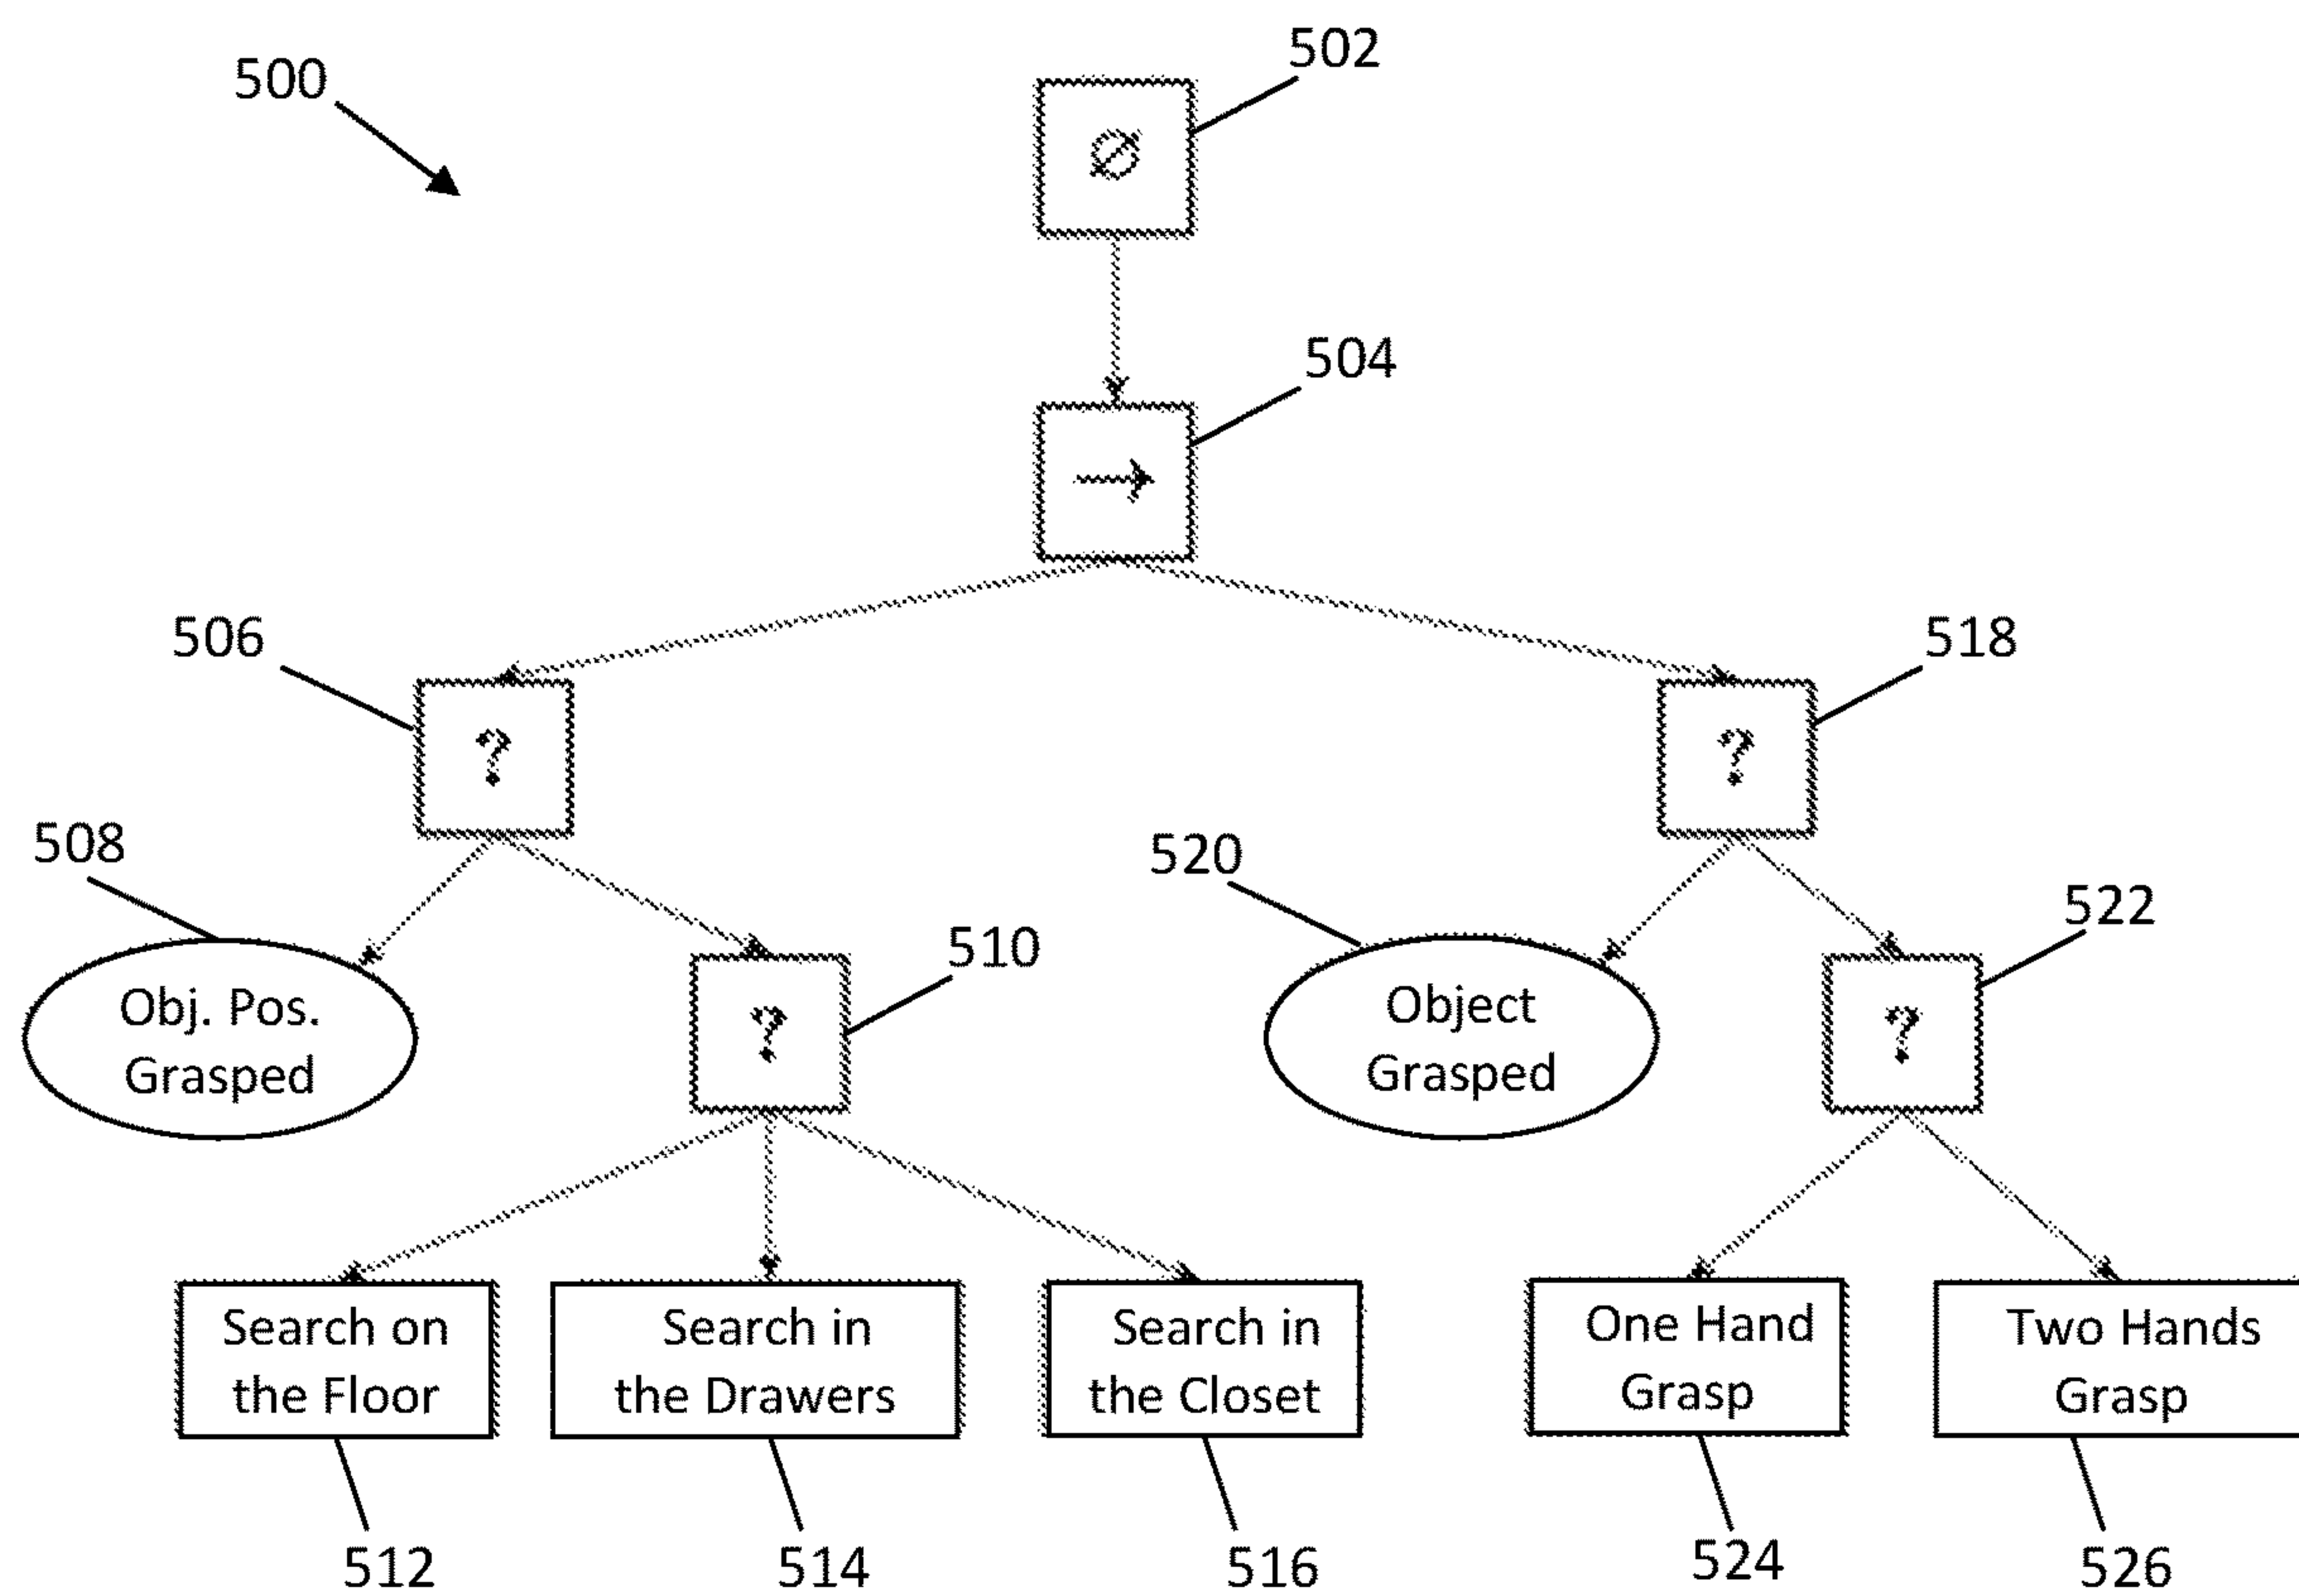 500
502
∅
504
→
506
?
518
?
508
Obj. Pos.
Grasped
510
?
520
Object
Grasped
522
?
Search on
the Floor
Search in
the Drawers
Search in
the Closet
One Hand
Grasp
Two Hands
Grasp
512
514
516
524
526